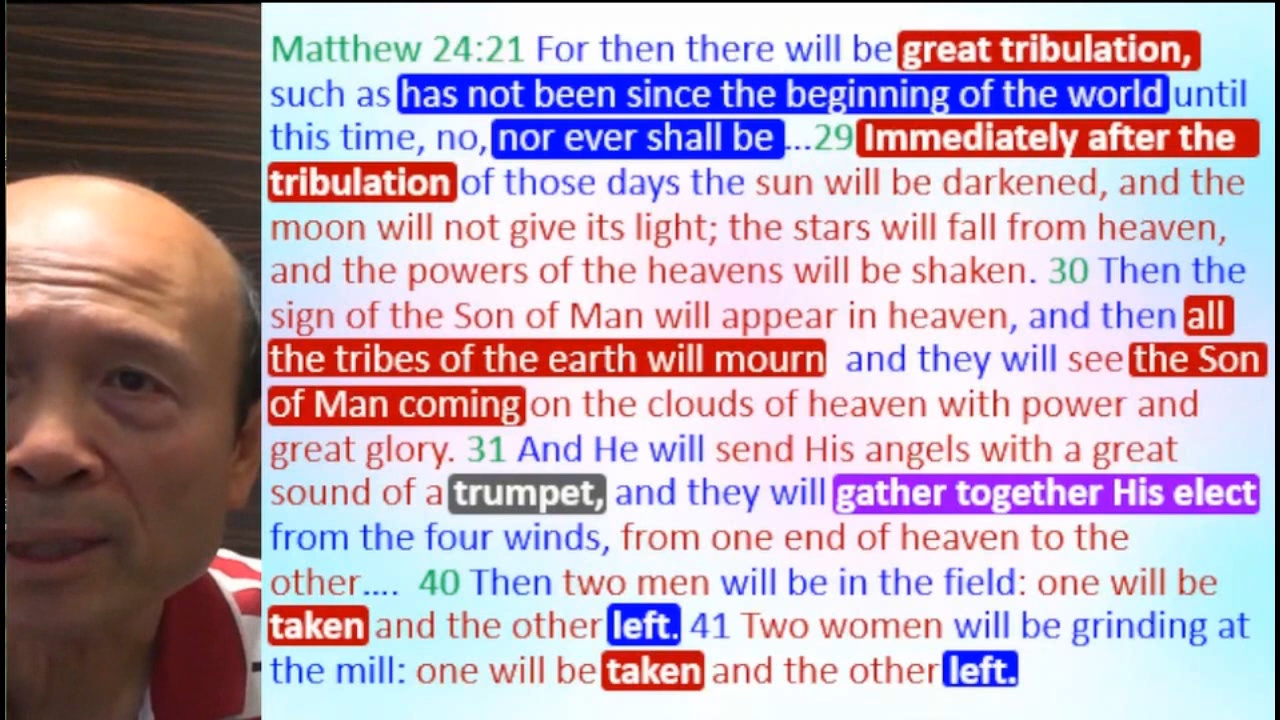 Matthew 24:21 For then there will be great tribulation,
such as has not been since the beginning of the world until
this time, no, nor ever shall be ...29 Immediately after the
tribulation of those days the sun will be darkened, and the
moon will not give its light; the stars will fall from heaven,
and the powers of the heavens will be shaken. 30 Then the
sign of the Son of Man will appear in heaven, and then all
the tribes of the earth will mourn and they will see the Son
of Man coming on the clouds of heaven with power and
great glory. 31 And He will send His angels with a great
sound of a trumpet, and they will gather together His elect
from the four winds, from one end of heaven to the
other.... 40 Then two men will be in the field: one will be
taken and the other left. 41 Two women will be grinding at
the mill: one will be taken and the other left.